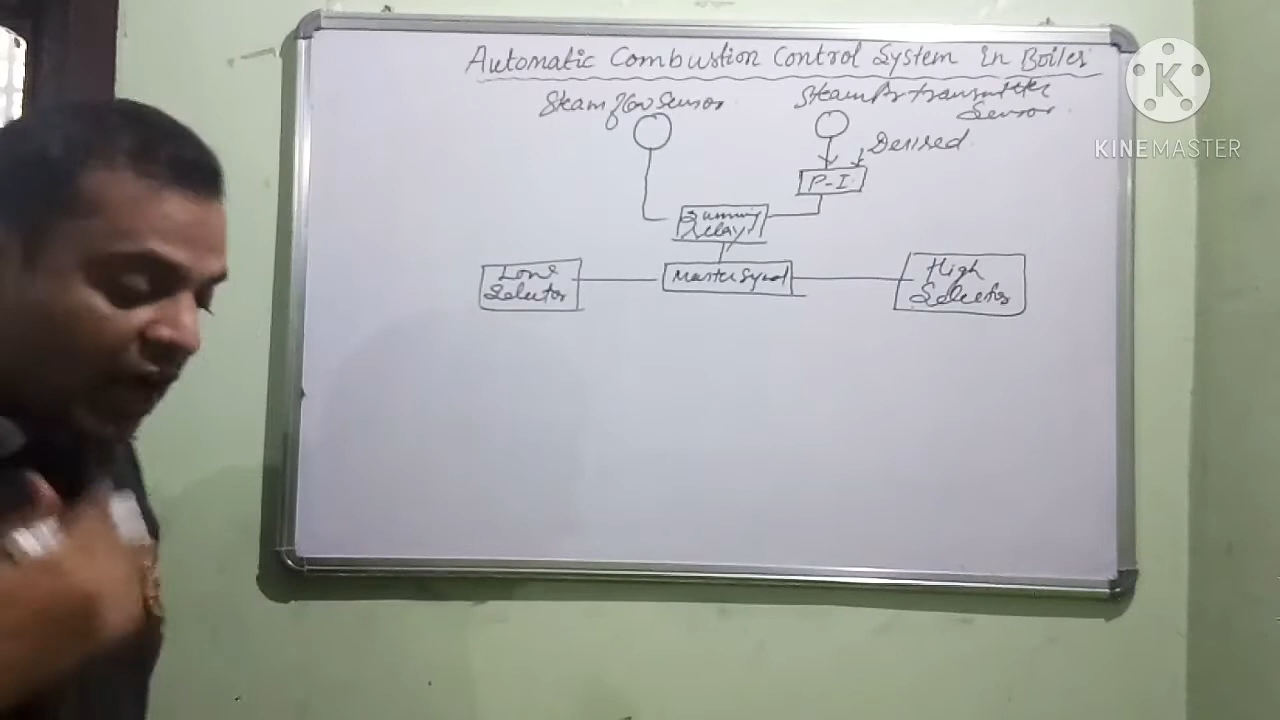 Automatic Combustion Control System in Boiler
Steam flow Sensor
Steam Pr transmitter
Sensor
Desired
P-I
Summing
Relay
Low
Selector
Master Signal
High
Selector
K
KINEMASTER